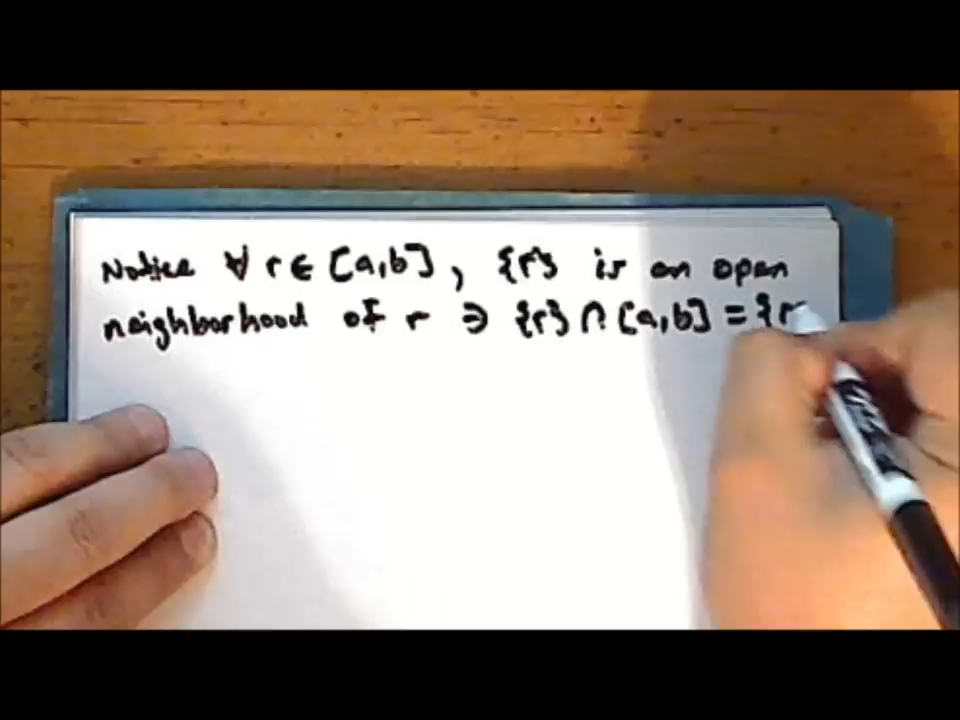 Notice ∀ r ∈ [a,b], {r} is an open
neighborhood of r ∋ {r} ∩ [a,b] = {r